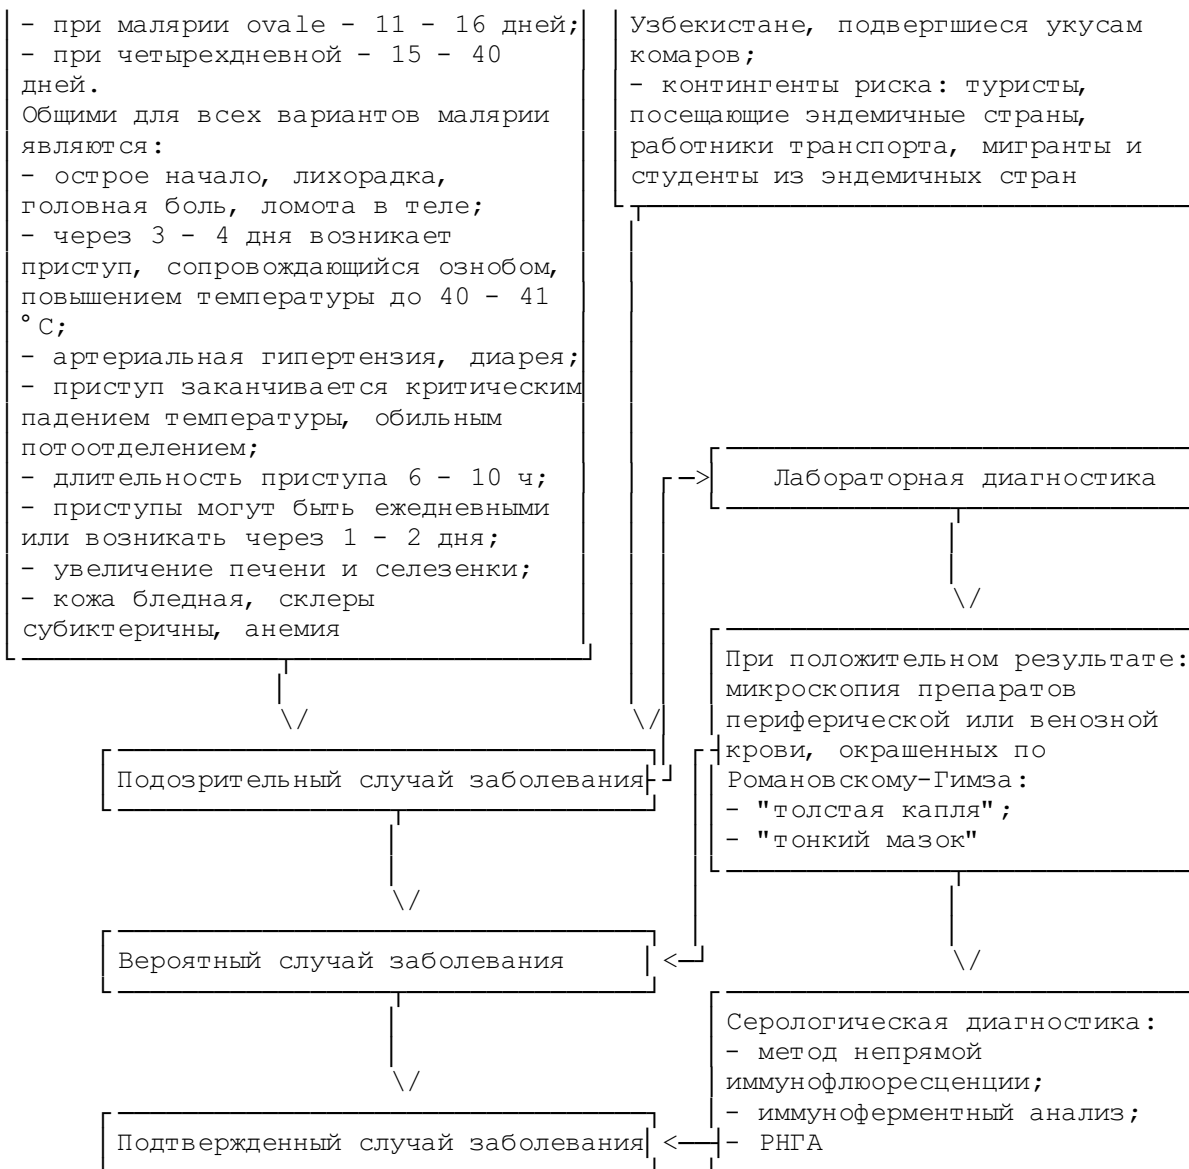 - при малярии ovale - 11 - 16 дней;
- при четырехдневной - 15 - 40
дней.
Общими для всех вариантов малярии
являются:
- острое начало, лихорадка,
головная боль, ломота в теле;
- через 3 - 4 дня возникает
приступ, сопровождающийся ознобом,
повышением температуры до 40 - 41
°C;
- артериальная гипертензия, диарея;
- приступ заканчивается критическим
падением температуры, обильным
потоотделением;
- длительность приступа 6 - 10 ч;
- приступы могут быть ежедневными
или возникать через 1 - 2 дня;
- увеличение печени и селезенки;
- кожа бледная, склеры
субиктеричны, анемия
Узбекистане, подвергшиеся укусам
комаров;
- контингенты риска: туристы,
посещающие эндемичные страны,
работники транспорта, мигранты и
студенты из эндемичных стран
Лабораторная диагностика
При положительном результате:
микроскопия препаратов
периферической или венозной
крови, окрашенных по
Романовскому-Гимза:
- "толстая капля";
- "тонкий мазок"
Подозрительный случай заболевания
Вероятный случай заболевания
Серологическая диагностика:
- метод непрямой
иммунофлюоресценции;
- иммуноферментный анализ;
- РНГА
Подтвержденный случай заболевания